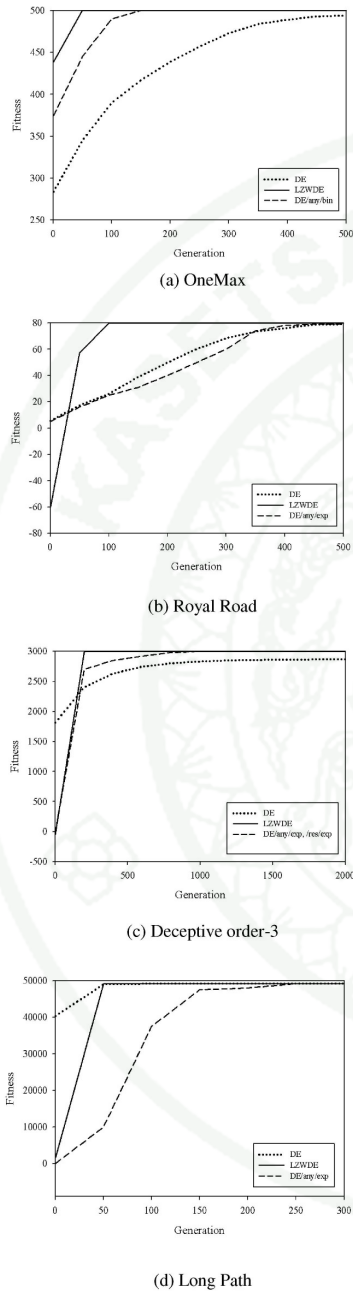 500
450
400
350
300
250
Fitness
0
100
200
300
400
500
Generation
DE
LZWDE
DE/any/bin
(a) OneMax
80
60
40
20
0
-20
-40
-60
-80
Fitness
0
100
200
300
400
500
Generation
DE
LZWDE
DE/any/exp
(b) Royal Road
3000
2500
2000
1500
1000
500
0
-500
Fitness
0
500
1000
1500
2000
Generation
DE
LZWDE
DE/any/exp, /res/exp
(c) Deceptive order-3
50000
40000
30000
20000
10000
0
Fitness
0
50
100
150
200
250
300
Generation
DE
LZWDE
DE/any/exp
(d) Long Path